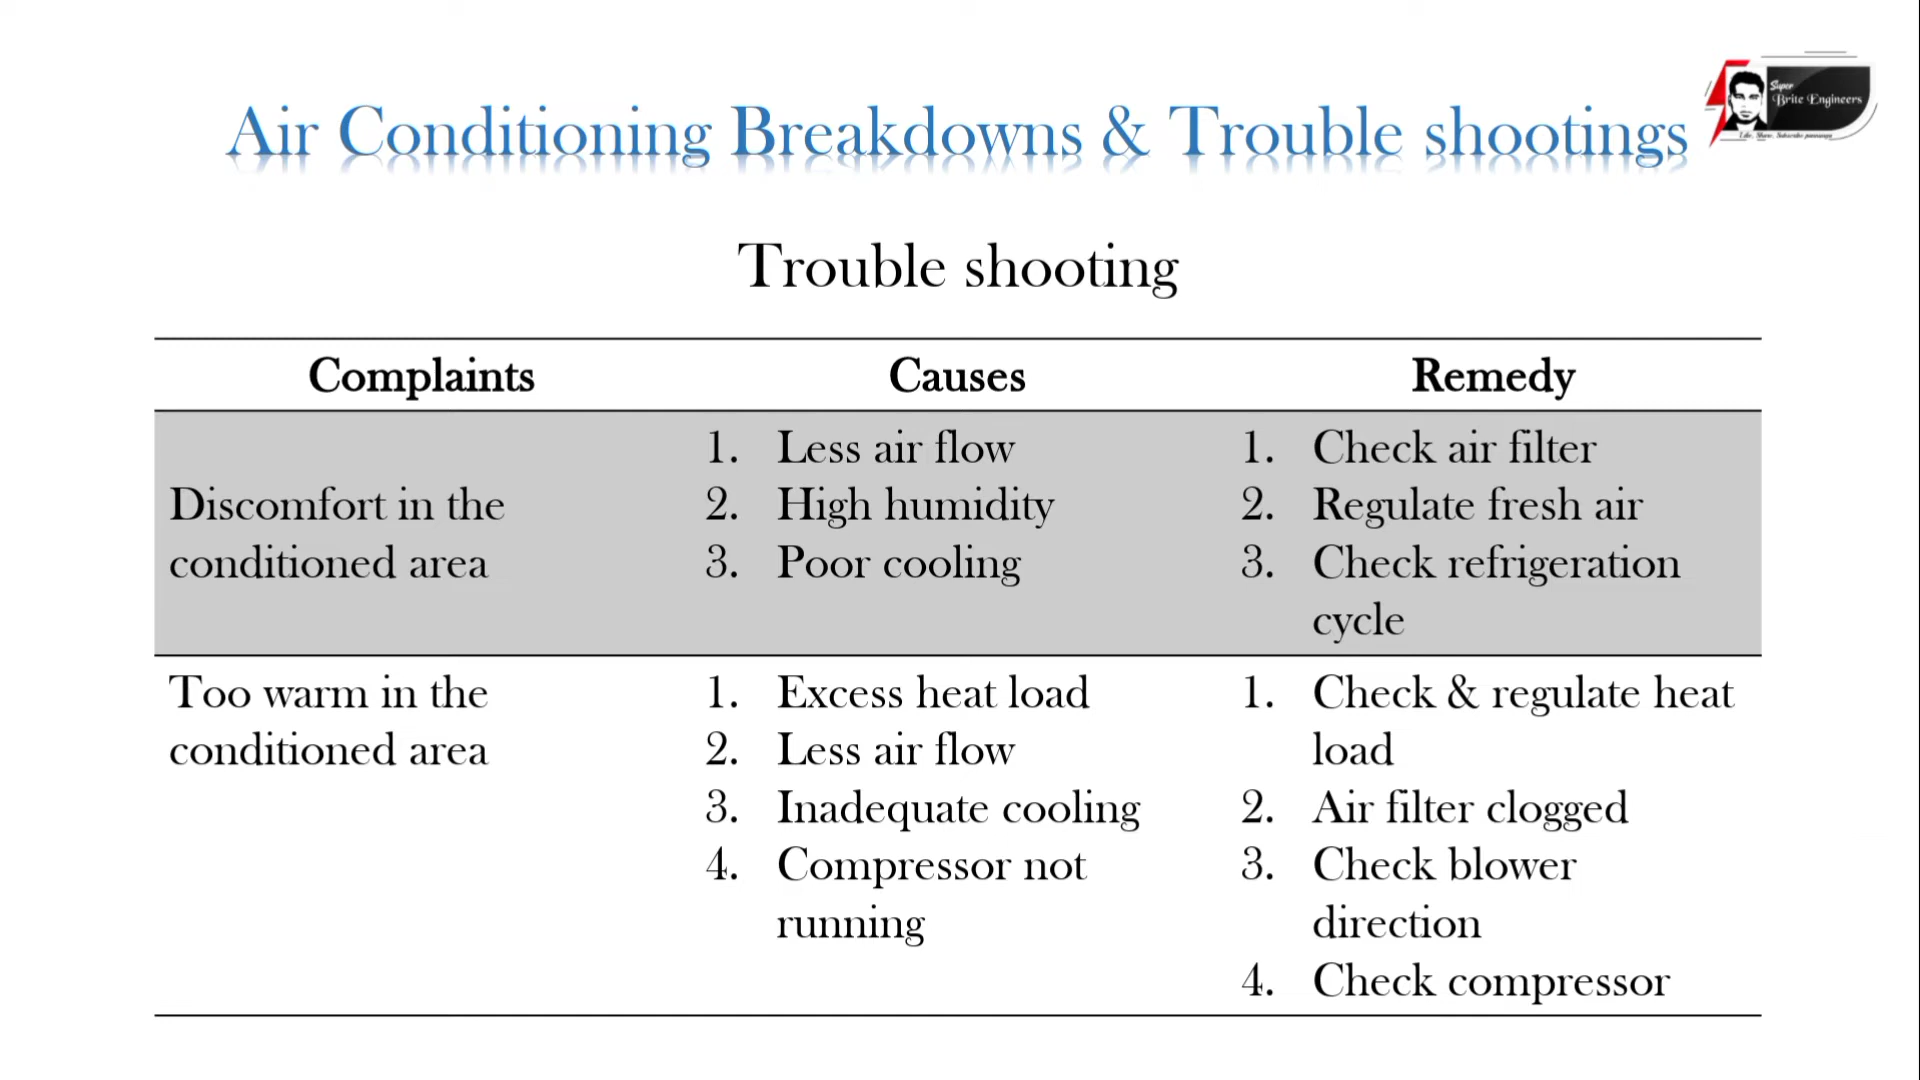 Super
Brite Engineers
Air Conditioning Breakdowns & Trouble shootings
Trouble shooting
Complaints Causes Remedy
Discomfort in the
conditioned area
1. Less air flow
2. High humidity
3. Poor cooling
1. Check air filter
2. Regulate fresh air
3. Check refrigeration
cycle
Too warm in the
conditioned area
1. Excess heat load
2. Less air flow
3. Inadequate cooling
4. Compressor not
running
1. Check & regulate heat
load
2. Air filter clogged
3. Check blower
direction
4. Check compressor